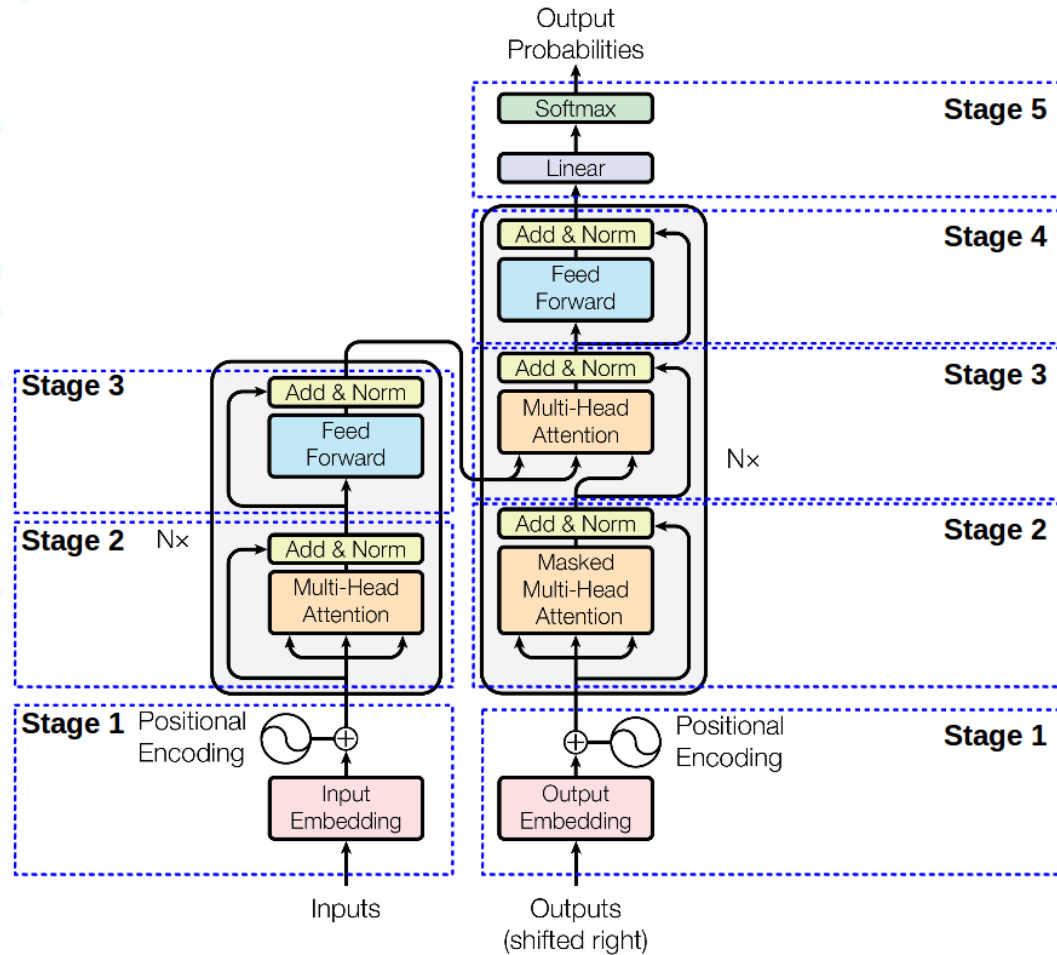 Output
Probabilities
Softmax
Stage 5
Linear
Add & Norm
Stage 4
Feed
Forward
Add & Norm
Stage 3
Multi-Head
Attention
N×
Add & Norm
Stage 2
Masked
Multi-Head
Attention
Positional
Encoding
Stage 1
Output
Embedding
Outputs
(shifted right)
Stage 3
Add & Norm
Feed
Forward
Stage 2
N×
Add & Norm
Multi-Head
Attention
Stage 1
Positional
Encoding
Input
Embedding
Inputs